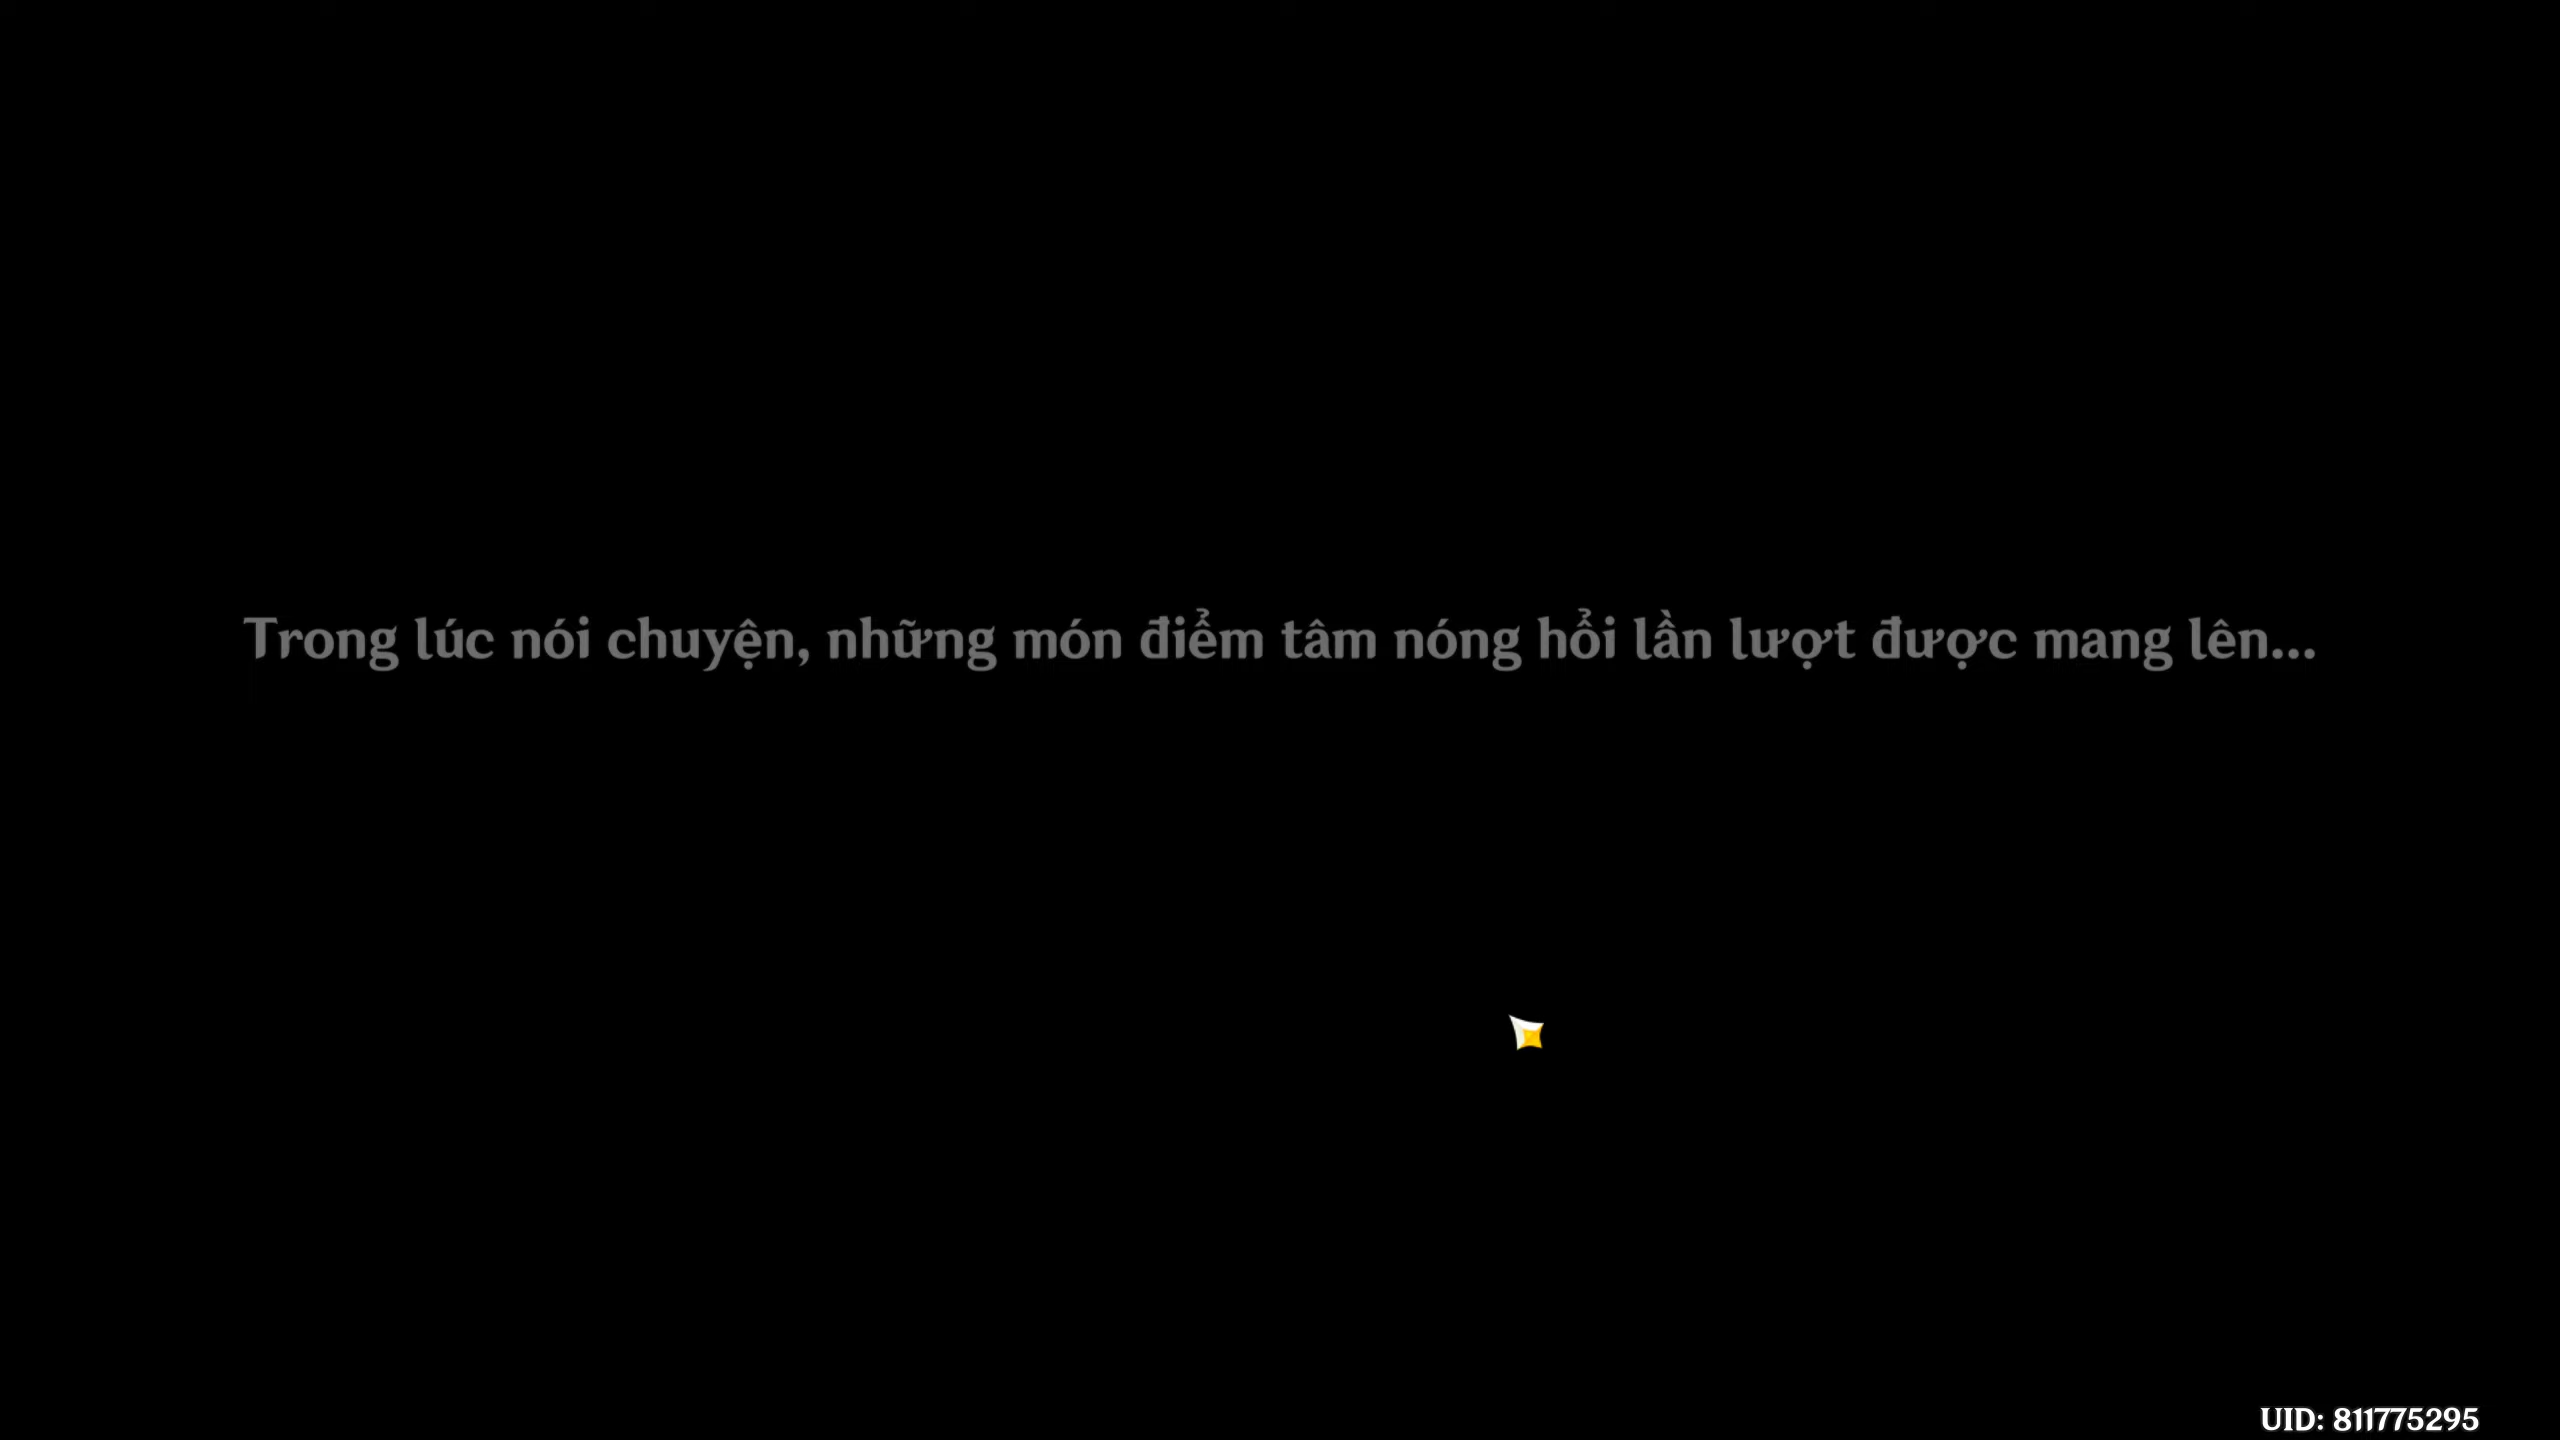 Trong lúc nói chuyện, những món điểm tâm nóng hổi lần lượt được mang lên...
UID: 811775295